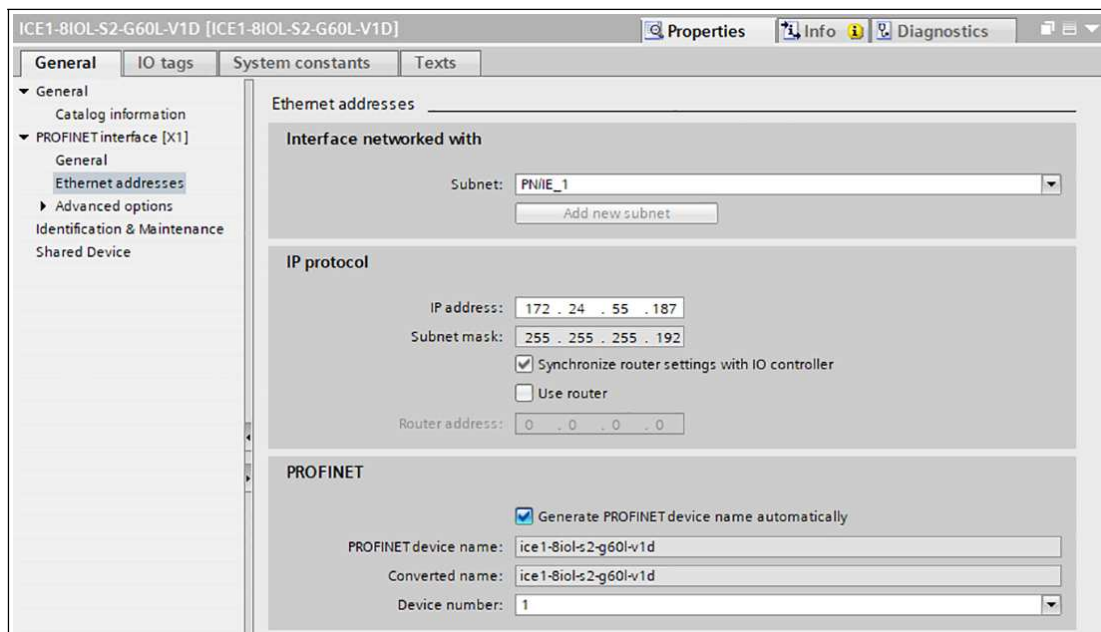 ICE1-8IOL-S2-G60L-V1D [ICE1-8IOL-S2-G60L-V1D] Properties Info Diagnostics
General IO tags System constants Texts
General
Catalog information
PROFINET interface [X1]
General
Ethernet addresses
Advanced options
Identification & Maintenance
Shared Device
Ethernet addresses
Interface networked with
Subnet: PN/IE_1
Add new subnet
IP protocol
IP address: 172 . 24 . 55 . 187
Subnet mask: 255 . 255 . 255 . 192
Synchronize router settings with IO controller
Use router
Router address: 0 . 0 . 0 . 0
PROFINET
Generate PROFINET device name automatically
PROFINET device name: ice1-8iol-s2-g60l-v1d
Converted name: ice1-8iol-s2-g60l-v1d
Device number: 1